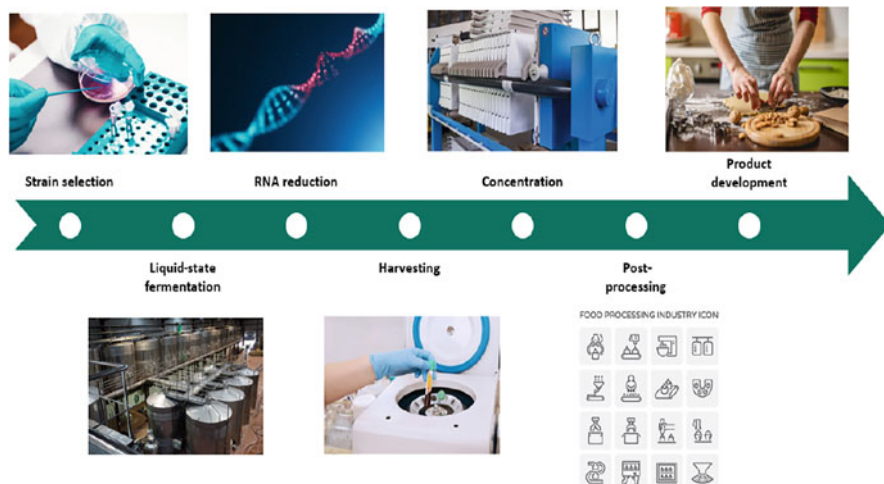 Strain selection
RNA reduction
Concentration
Product
development
Liquid-state
fermentation
Harvesting
Post-
processing
FOOD PROCESSING INDUSTRY ICON